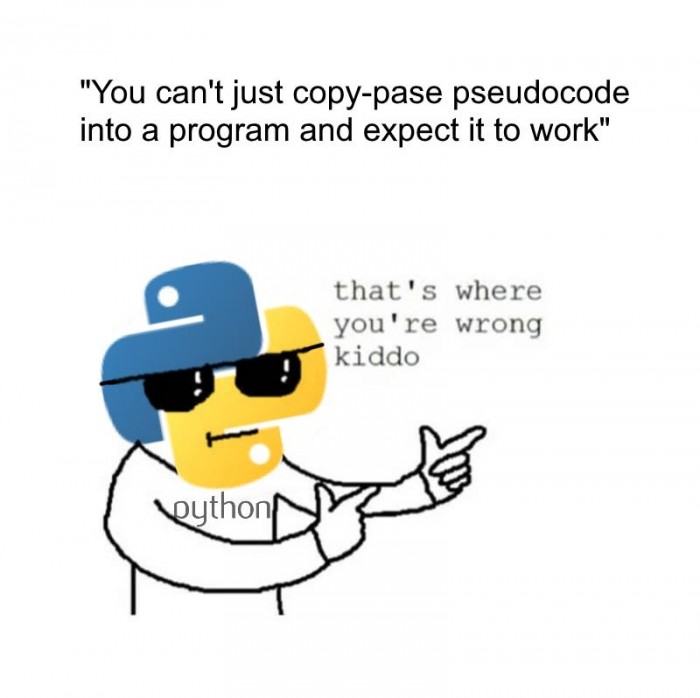 "You can't just copy-pase pseudocode
into a program and expect it to work"
that's where
you're wrong
kiddo
python